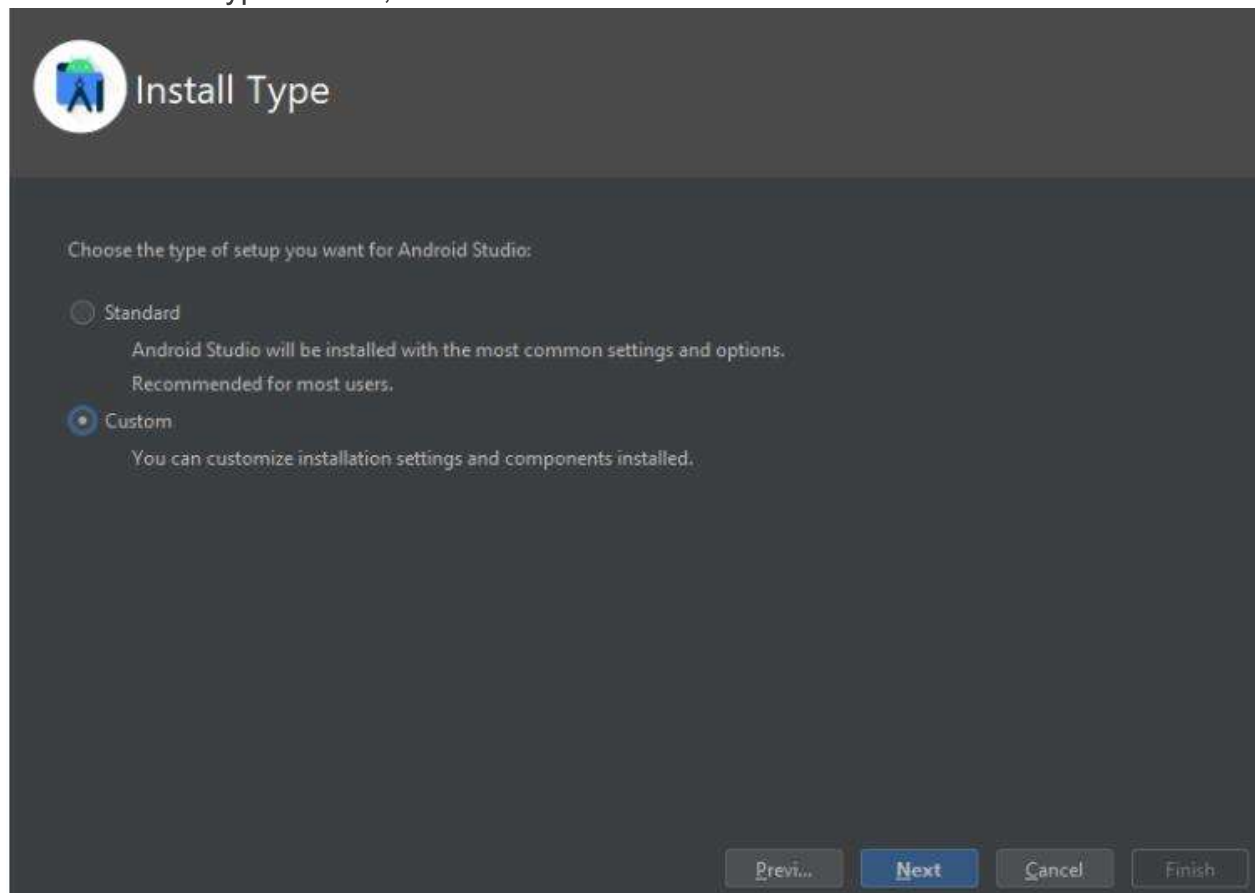 Install Type
Choose the type of setup you want for Android Studio:
Standard
Android Studio will be installed with the most common settings and options.
Recommended for most users.
Custom
You can customize installation settings and components installed.
Previ... Next Cancel Finish